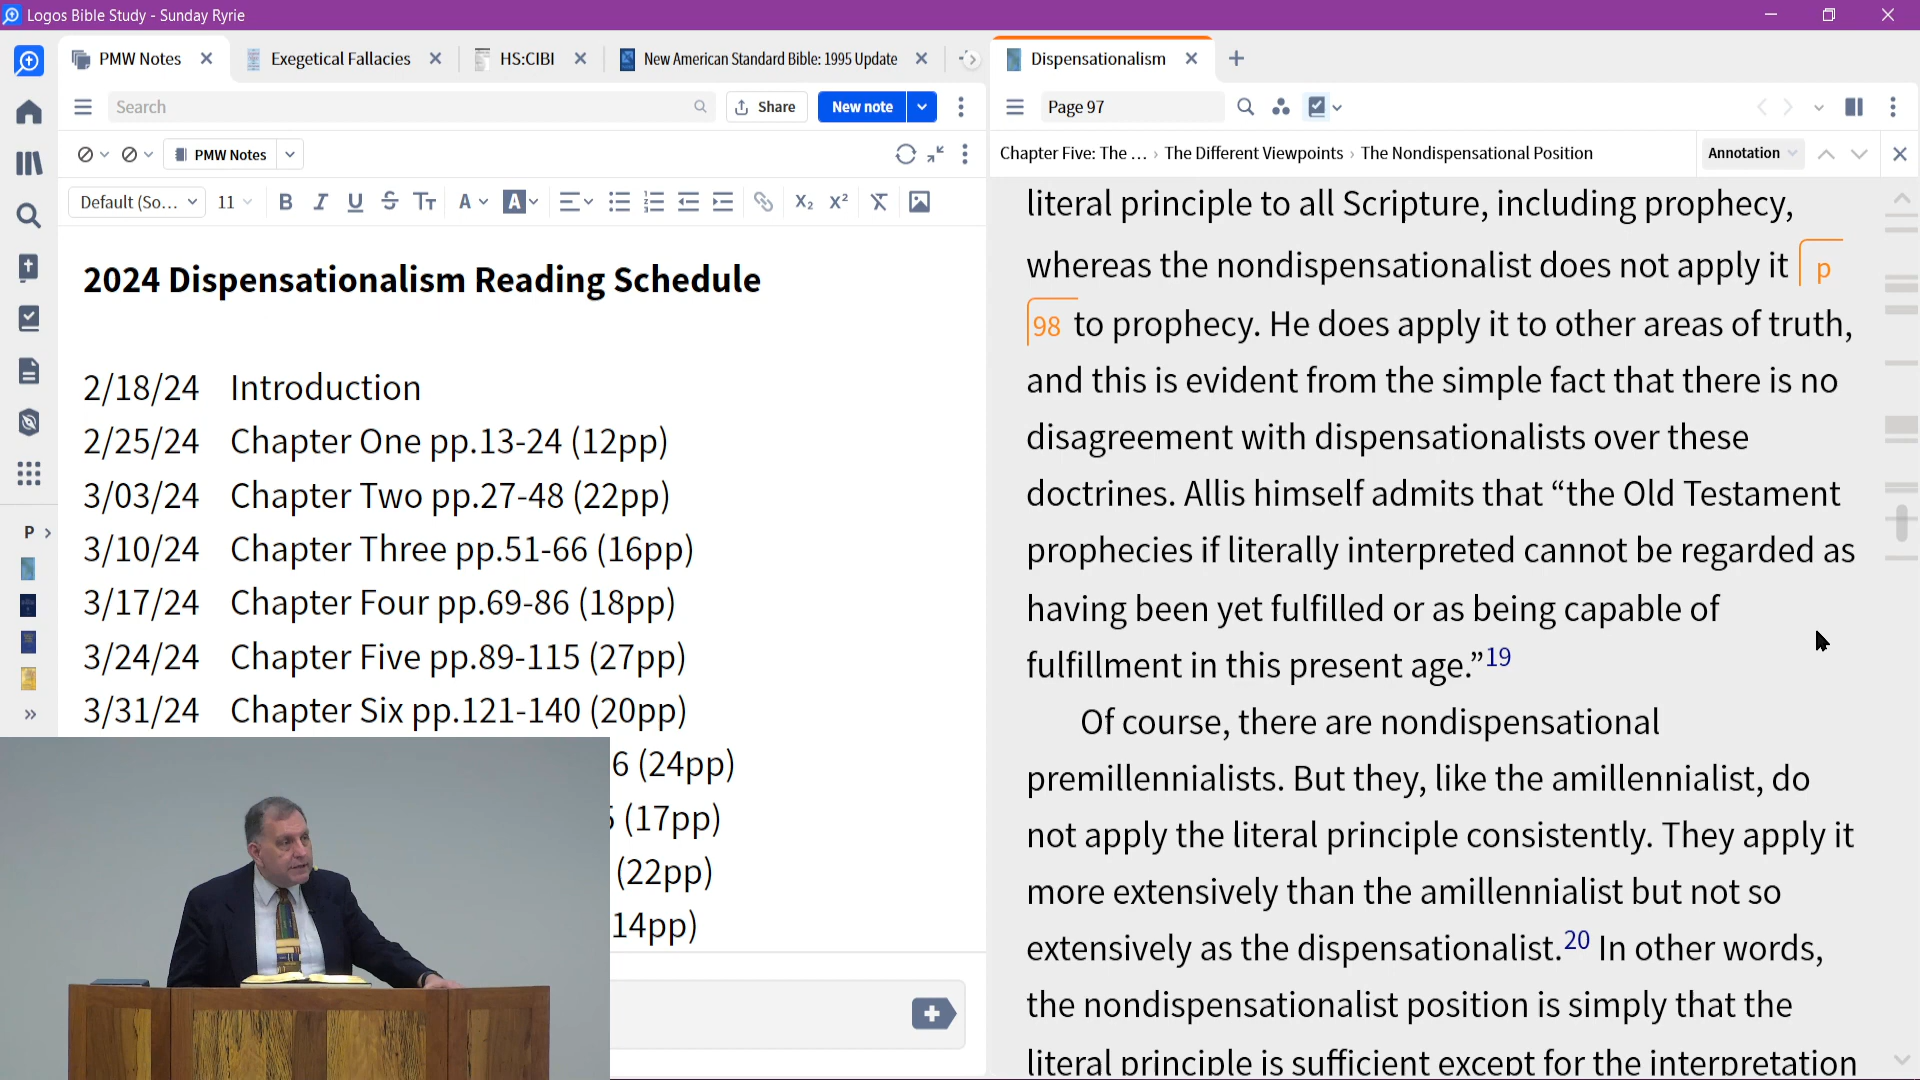 Logos Bible Study - Sunday Ryrie
PMW Notes
Exegetical Fallacies
HS:CIBI
New American Standard Bible: 1995 Update
Search
Share
New note
PMW Notes
Default (So...
11
B I U S Tт A A X₂ X²
P
2024 Dispensationalism Reading Schedule
2/18/24 Introduction
2/25/24 Chapter One pp.13-24 (12pp)
3/03/24 Chapter Two pp.27-48 (22pp)
3/10/24 Chapter Three pp.51-66 (16pp)
3/17/24 Chapter Four pp.69-86 (18pp)
3/24/24 Chapter Five pp.89-115 (27pp)
3/31/24 Chapter Six pp.121-140 (20pp)
6 (24pp)
(17pp)
(22pp)
14pp)
Dispensationalism
Page 97
Chapter Five: The ... › The Different Viewpoints › The Nondispensational Position
Annotation
literal principle to all Scripture, including prophecy,
whereas the nondispensationalist does not apply it p
98 to prophecy. He does apply it to other areas of truth,
and this is evident from the simple fact that there is no
disagreement with dispensationalists over these
doctrines. Allis himself admits that “the Old Testament
prophecies if literally interpreted cannot be regarded as
having been yet fulfilled or as being capable of
fulfillment in this present age.”19
Of course, there are nondispensational
premillennialists. But they, like the amillennialist, do
not apply the literal principle consistently. They apply it
more extensively than the amillennialist but not so
extensively as the dispensationalist.20 In other words,
the nondispensationalist position is simply that the
literal principle is sufficient except for the interpretation